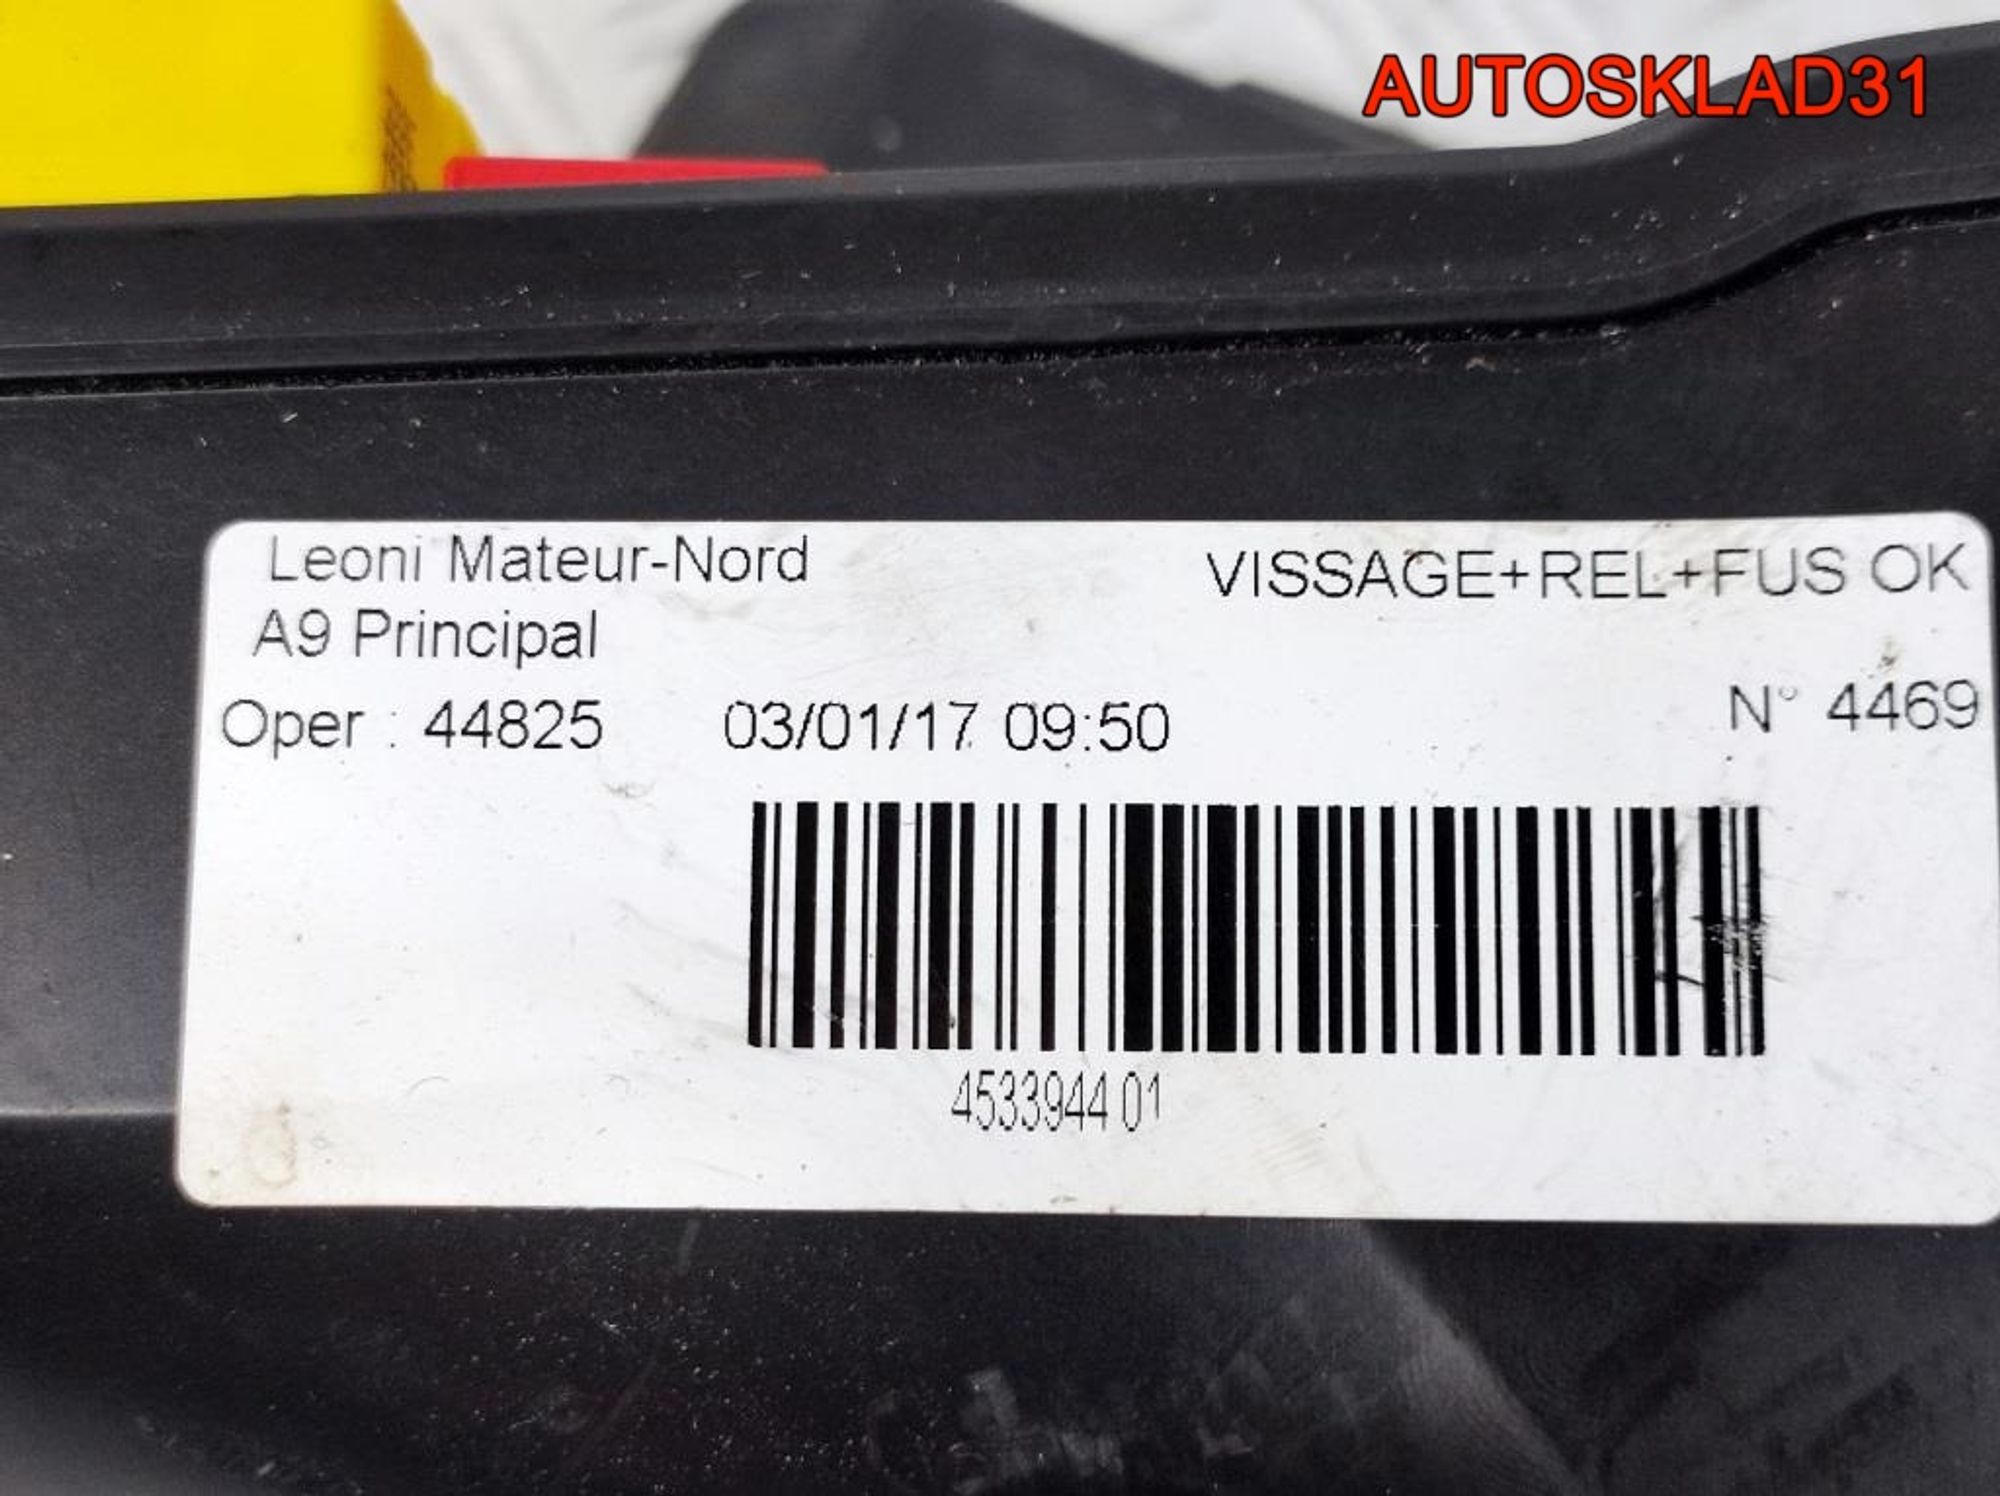 AUTOSKLAD31
Leoni Mateur-Nord
VISSAGE+REL+FUS OK
A9 Principal
Oper : 44825 03/01/17 09:50 N° 4469
4533944 01